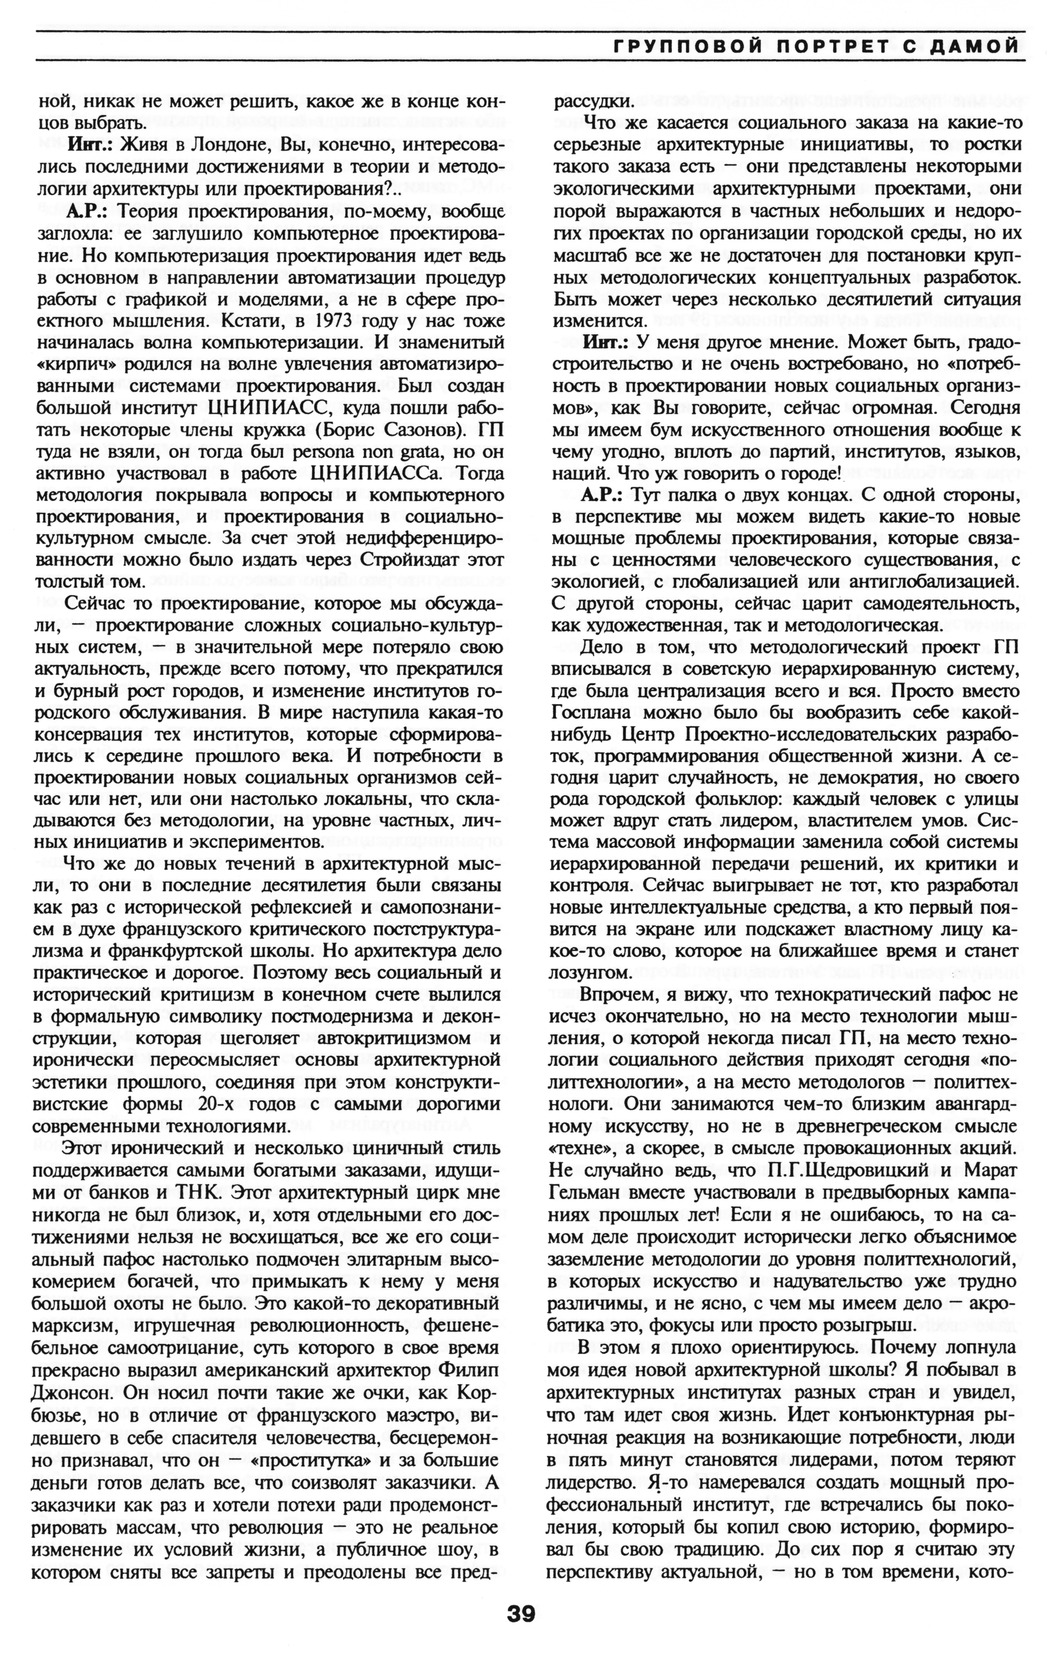 ГРУППОВОЙ ПОРТРЕТ С ДАМОЙ
ной, никак не может решить, какое же в конце кон-
цов выбрать.
Инт.: Живя в Лондоне, Вы, конечно, интересова-
лись последними достижениями в теории и методо-
логии архитектуры или проектирования?..
А.Р.: Теория проектирования, по-моему, вообще
заглохла: ее заглушило компьютерное проектирова-
ние. Но компьютеризация проектирования идет ведь
в основном в направлении автоматизации процедур
работы с графикой и моделями, а не в сфере про-
ектного мышления. Кстати, в 1973 году у нас тоже
начиналась волна компьютеризации. И знаменитый
«кирпич» родился на волне увлечения автоматизиро-
ванными системами проектирования. Был создан
большой институт ЦНИПИАСС, куда пошли рабо-
тать некоторые члены кружка (Борис Сазонов). ГП
туда не взяли, он тогда был persona non grata, но он
активно участвовал в работе ЦНИПИАССа. Тогда
методология покрывала вопросы и компьютерного
проектирования, и проектирования в социально-
культурном смысле. За счет этой недифференциро-
ванности можно было издать через Стройиздат этот
толстый том.
Сейчас то проектирование, которое мы обсужда-
ли, — проектирование сложных социально-культур-
ных систем, — в значительной мере потеряло свою
актуальность, прежде всего потому, что прекратился
и бурный рост городов, и изменение институтов го-
родского обслуживания. В мире наступила какая-то
консервация тех институтов, которые сформирова-
лись к середине прошлого века. И потребности в
проектировании новых социальных организмов сей-
час или нет, или они настолько локальны, что скла-
дываются без методологии, на уровне частных, лич-
ных инициатив и экспериментов.
Что же до новых течений в архитектурной мыс-
ли, то они в последние десятилетия были связаны
как раз с исторической рефлексией и самопознани-
ем в духе французского критического постструктура-
лизма и франкфуртской школы. Но архитектура дело
практическое и дорогое. Поэтому весь социальный и
исторический критицизм в конечном счете вылился
в формальную символику постмодернизма и декон-
струкции, которая щеголяет автокритицизмом и
иронически переосмысляет основы архитектурной
эстетики прошлого, соединяя при этом конструкти-
вистские формы 20-х годов с самыми дорогими
современными технологиями.
Этот иронический и несколько циничный стиль
поддерживается самыми богатыми заказами, идущи-
ми от банков и ТНК. Этот архитектурный цирк мне
никогда не был близок, и, хотя отдельными его дос-
тижениями нельзя не восхищаться, все же его соци-
альный пафос настолько подмочен элитарным высо-
комерием богачей, что примыкать к нему у меня
большой охоты не было. Это какой-то декоративный
марксизм, игрушечная революционность, фешене-
бельное самоотрицание, суть которого в свое время
прекрасно выразил американский архитектор Филип
Джонсон. Он носил почти такие же очки, как Кор-
бюзье, но в отличие от французского маэстро, ви-
девшего в себе спасителя человечества, бесцеремон-
но признавал, что он — «проститутка» и за большие
деньги готов делать все, что соизволят заказчики. А
заказчики как раз и хотели потехи ради продемонст-
рировать массам, что революция — это не реальное
изменение их условий жизни, а публичное шоу, в
котором сняты все запреты и преодолены все пред-
рассудки.
Что же касается социального заказа на какие-то
серьезные архитектурные инициативы, то ростки
такого заказа есть — они представлены некоторыми
экологическими архитектурными проектами, они
порой выражаются в частных небольших и недоро-
гих проектах по организации городской среды, но их
масштаб все же не достаточен для постановки круп-
ных методологических концептуальных разработок.
Быть может через несколько десятилетий ситуация
изменится.
Инт.: У меня другое мнение. Может быть, градо-
строительство и не очень востребовано, но «потреб-
ность в проектировании новых социальных организ-
мов», как Вы говорите, сейчас огромная. Сегодня
мы имеем бум искусственного отношения вообще к
чему угодно, вплоть до партий, институтов, языков,
наций. Что уж говорить о городе!
А.Р.: Тут палка о двух концах. С одной стороны,
в перспективе мы можем видеть какие-то новые
мощные проблемы проектирования, которые связа-
ны с ценностями человеческого существования, с
экологией, с глобализацией или антиглобализацией.
С другой стороны, сейчас царит самодеятельность,
как художественная, так и методологическая.
Дело в том, что методологический проект ГП
вписывался в советскую иерархированную систему,
где была централизация всего и вся. Просто вместо
Госплана можно было бы вообразить себе какой-
нибудь Центр Проектно-исследовательских разрабо-
ток, программирования общественной жизни. А се-
годня царит случайность, не демократия, но своего
рода городской фольклор: каждый человек с улицы
может вдруг стать лидером, властителем умов. Сис-
тема массовой информации заменила собой системы
иерархированной передачи решений, их критики и
контроля. Сейчас выигрывает не тот, кто разработал
новые интеллектуальные средства, а кто первый поя-
вится на экране или подскажет властному лицу ка-
кое-то слово, которое на ближайшее время и станет
лозунгом.
Впрочем, я вижу, что технократический пафос не
исчез окончательно, но на место технологии мыш-
ления, о которой некогда писал ГП, на место техно-
логии социального действия приходят сегодня «по-
литтехнологии», а на место методологов — политтех-
нологи. Они занимаются чем-то близким авангард-
ному искусству, но не в древнегреческом смысле
«техне», а скорее, в смысле провокационных акций.
Не случайно ведь, что П.Г.Щедровицкий и Марат
Гельман вместе участвовали в предвыборных кампа-
ниях прошлых лет! Если я не ошибаюсь, то на са-
мом деле происходит исторически легко объяснимое
заземление методологии до уровня политтехнологий,
в которых искусство и надувательство уже трудно
различимы, и не ясно, с чем мы имеем дело — акро-
батика это, фокусы или просто розыгрыш.
В этом я плохо ориентируюсь. Почему лопнула
моя идея новой архитектурной школы? Я побывал в
архитектурных институтах разных стран и увидел,
что там идет своя жизнь. Идет конъюнктурная ры-
ночная реакция на возникающие потребности, люди
в пять минут становятся лидерами, потом теряют
лидерство. Я-то намеревался создать мощный про-
фессиональный институт, где встречались бы поко-
ления, который бы копил свою историю, формиро-
вал бы свою традицию. До сих пор я считаю эту
перспективу актуальной, — но в том времени, кото-
39